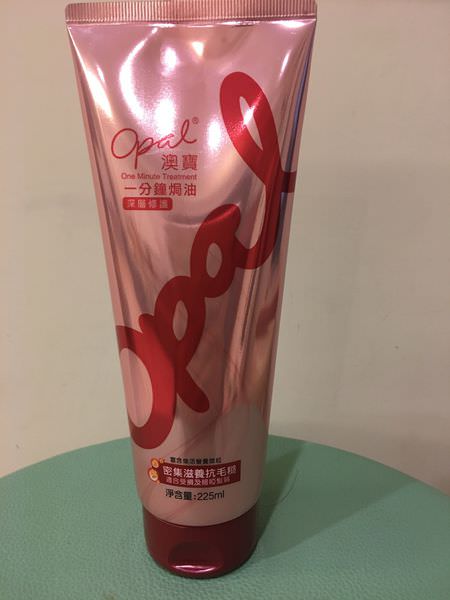 Opal®
澳寶
One Minute Treatment
一分鐘焗油
深層修護
Opal
密集滋養抗毛糙
淨含量:225ml